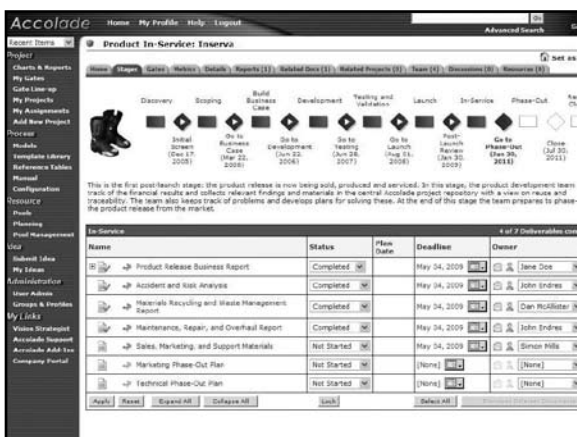 Accolade
Home My Profile Help Logout
Go
Advanced Search
Recent Items
Project
Charts & Reports
My Gates
Gate Line-up
My Projects
My Assignments
Add New Project
Process
Models
Template Library
Reference Tables
Manual
Configuration
Resource
Pools
Planning
Pool Management
Idea
Submit Idea
My Ideas
Administration
User Admin
Groups & Profiles
My Links
Vision Strategist
Accolade Support
Accolade Add-Ins
Company Portal
Product In-Service: Inserva
Set as
Home Stages Gates Metrics Details Reports (1) Related Docs (1) Related Projects (3) Team (4) Discussions (0) Resources (0)
Discovery Scoping Build Business Case Development Testing and Validation Launch In-Service Phase-Out
Initial Screen (Dec 17, 2005)
Go to Business Case (Mar 22, 2006)
Go to Development (Jun 22, 2006)
Go to Testing (Jun 28, 2007)
Go to Launch (Aug 31, 2008)
Post-Launch Review (Jan 30, 2009)
Go to Phase-Out (Jan 30, 2011)
Close (Jul 30, 2011)
This is the first post-launch stage: the product release is now being sold, produced and serviced. In this stage, the product development team
track of the financial results and collects relevant findings and materials in the central Accolade project repository with a view on reuse and
traceability. The team also keeps track of problems and develops plans for solving these. At the end of this stage the team prepares to phase-
the product release from the market.
In-Service 4 of 7 Deliverables com
Name Status Plan Date Deadline Owner
Product Release Business Report Completed May 04, 2009 Jane Doe
Accident and Risk Analysis Completed May 04, 2009 John Endres
Materials Recycling and Waste Management Report Completed May 04, 2009 Dan McAllister
Maintenance, Repair, and Overhaul Report Completed May 04, 2009 John Endres
Sales, Marketing, and Support Materials Not Started May 04, 2009 Simon Mills
Marketing Phase-Out Plan Not Started [None] [None]
Technical Phase-Out Plan Not Started [None] [None]
Apply Reset Expand All Collapse All Lock Select All